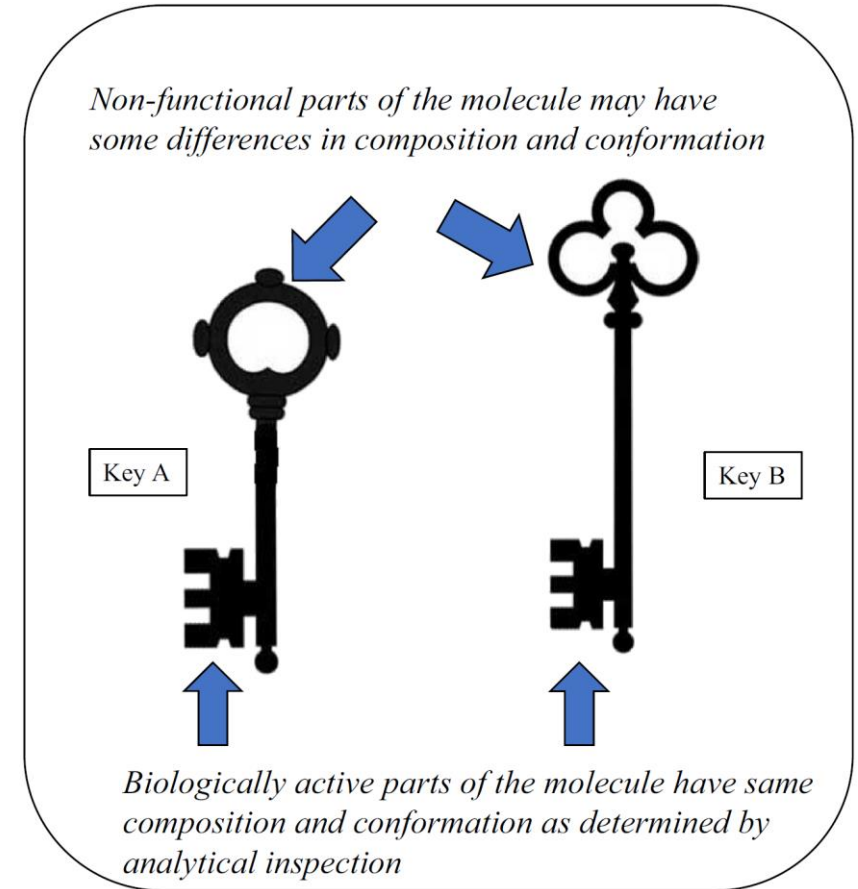 Non-functional parts of the molecule may have
some differences in composition and conformation
Key A
Key B
Biologically active parts of the molecule have same
composition and conformation as determined by
analytical inspection